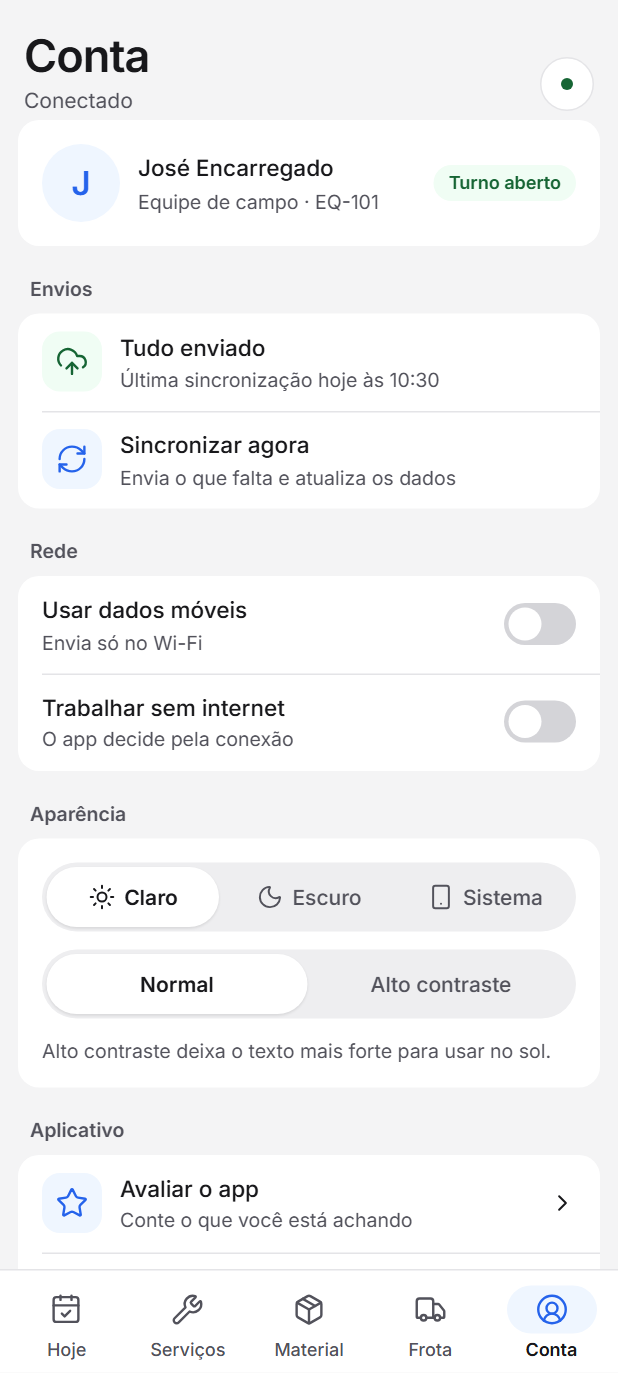 Conta
Conectado
J
José Encarregado
Equipe de campo · EQ-101
Turno aberto
Envios
Tudo enviado
Última sincronização hoje às 10:30
Sincronizar agora
Envia o que falta e atualiza os dados
Rede
Usar dados móveis
Envia só no Wi-Fi
Trabalhar sem internet
O app decide pela conexão
Aparência
Claro
Escuro
Sistema
Normal
Alto contraste
Alto contraste deixa o texto mais forte para usar no sol.
Aplicativo
Avaliar o app
Conte o que você está achando
Hoje
Serviços
Material
Frota
Conta